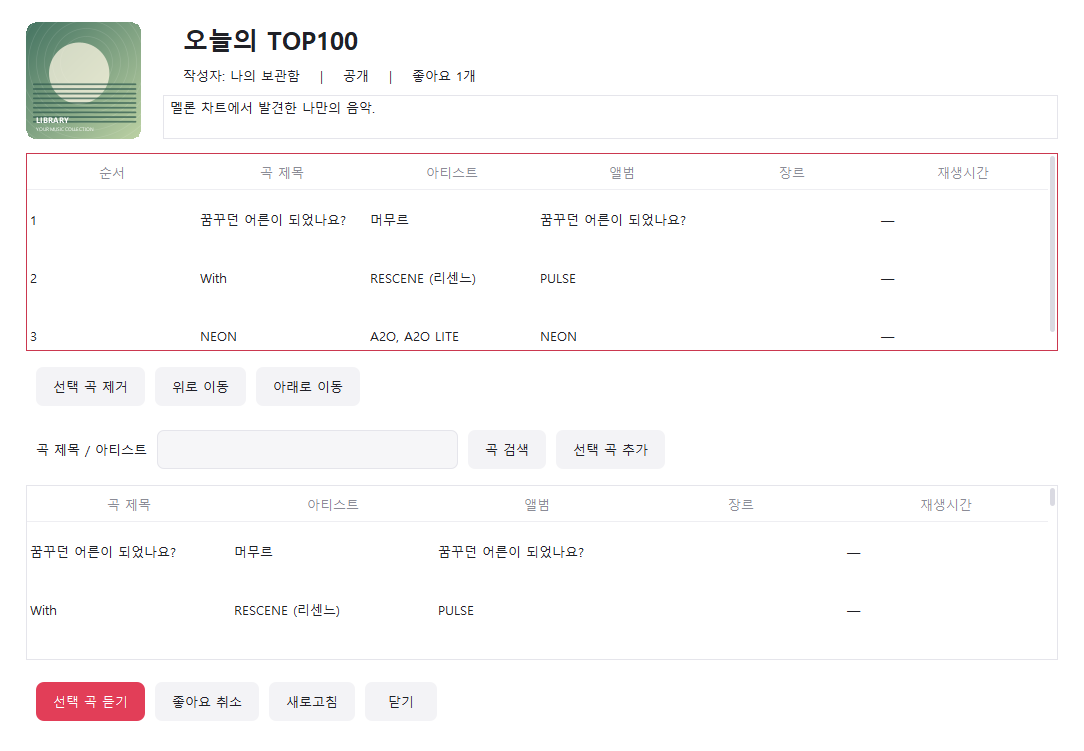 오늘의 TOP100
작성자: 나의 보관함 | 공개 | 좋아요 1개
LIBRARY
YOUR MUSIC COLLECTION
멜론 차트에서 발견한 나만의 음악.
순서 곡 제목 아티스트 앨범 장르 재생시간
1 꿈꾸던 어른이 되었나요? 머무르 꿈꾸던 어른이 되었나요? —
2 With RESCENE (리센느) PULSE —
3 NEON A2O, A2O LITE NEON —
선택 곡 제거 위로 이동 아래로 이동
곡 제목 / 아티스트 곡 검색 선택 곡 추가
곡 제목 아티스트 앨범 장르 재생시간
꿈꾸던 어른이 되었나요? 머무르 꿈꾸던 어른이 되었나요? —
With RESCENE (리센느) PULSE —
선택 곡 듣기 좋아요 취소 새로고침 닫기